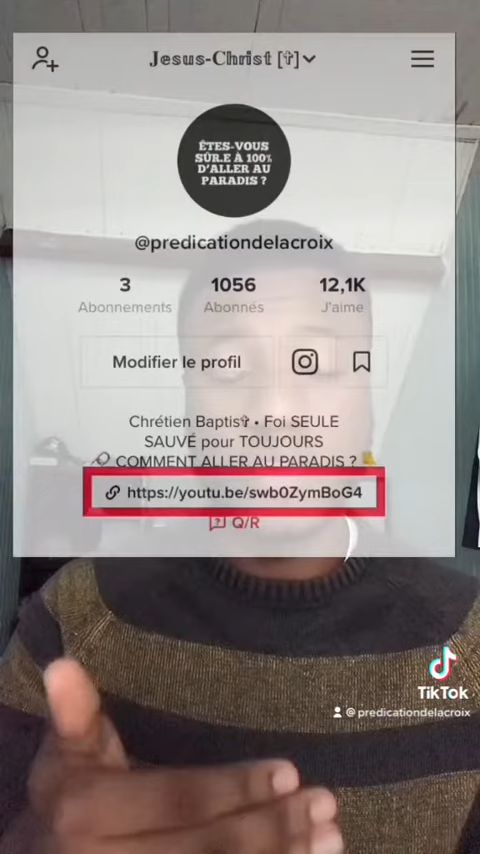 Jesus-Christ [✞]
ÊTES-VOUS
SÛR.E À 100%
D'ALLER AU
PARADIS ?
@predicationdelacroix
3 1056 12,1K
Abonnements Abonnés J'aime
Modifier le profil
Chrétien Baptis✞ • Foi SEULE
SAUVÉ pour TOUJOURS
COMMENT ALLER AU PARADIS ?
https://youtu.be/swb0ZymBoG4
Q/R
TikTok
@predicationdelacroix